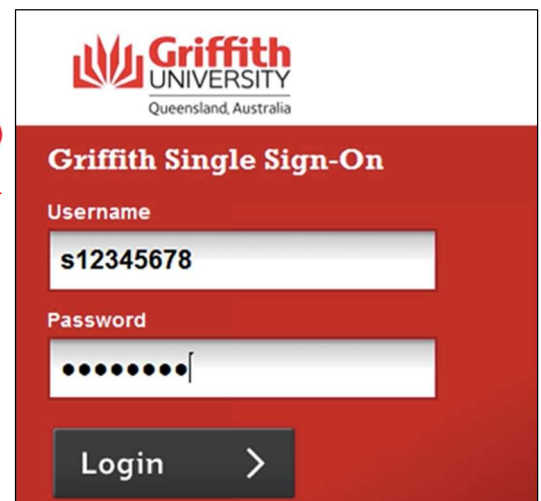 Griffith
UNIVERSITY
Queensland, Australia
Griffith Single Sign-On
Username
s12345678
Password
••••••••
Login